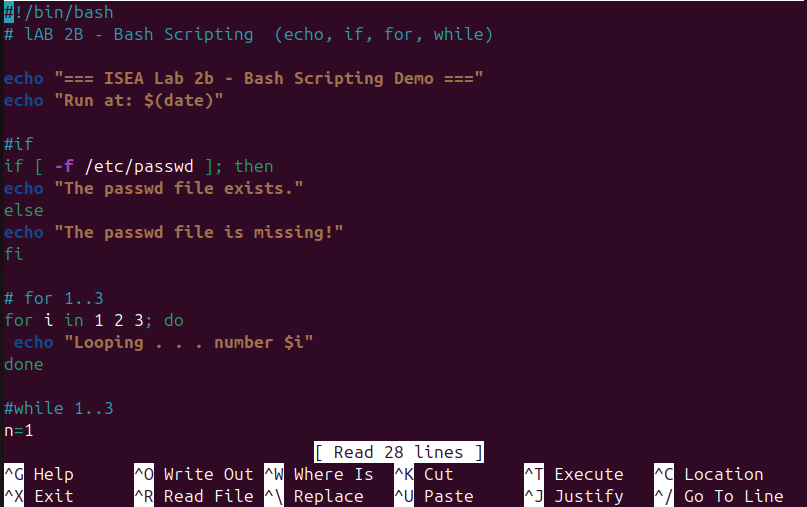 #!/bin/bash
# lAB 2B - Bash Scripting  (echo, if, for, while)

echo "=== ISEA Lab 2b - Bash Scripting Demo ==="
echo "Run at: $(date)"

#if
if [ -f /etc/passwd ]; then
echo "The passwd file exists."
else
echo "The passwd file is missing!"
fi

# for 1..3
for i in 1 2 3; do
 echo "Looping . . . number $i"
done

#while 1..3
n=1
[ Read 28 lines ]
^G Help ^O Write Out ^W Where Is ^K Cut ^T Execute ^C Location
^X Exit ^R Read File ^\ Replace ^U Paste ^J Justify ^/ Go To Line